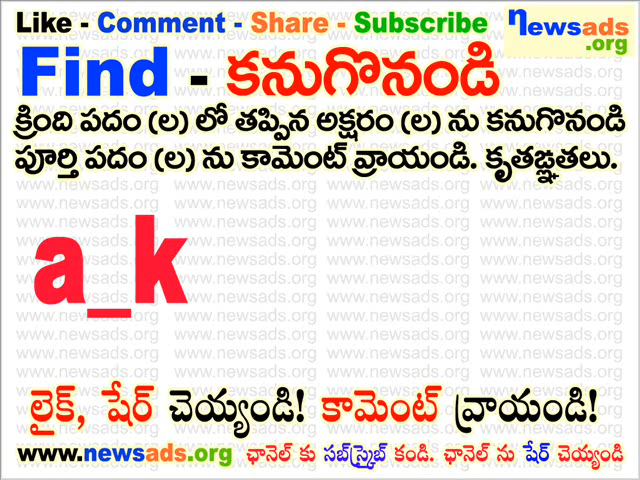 Like - Comment - Share - Subscribe
newsads
.org
Find - కనుగొనండి
క్రింది పదం (ల) లో తప్పిన అక్షరం (ల) ను కనుగొనండి
పూర్తి పదం (ల) ను కామెంట్ వ్రాయండి. కృతఙ్ఞతలు.
a_k
లైక్, షేర్ చెయ్యండి! కామెంట్ వ్రాయండి!
www.newsads.org ఛానెల్ కు సబ్‌స్క్రైబ్ కండి. ఛానెల్ ను షేర్ చెయ్యండి